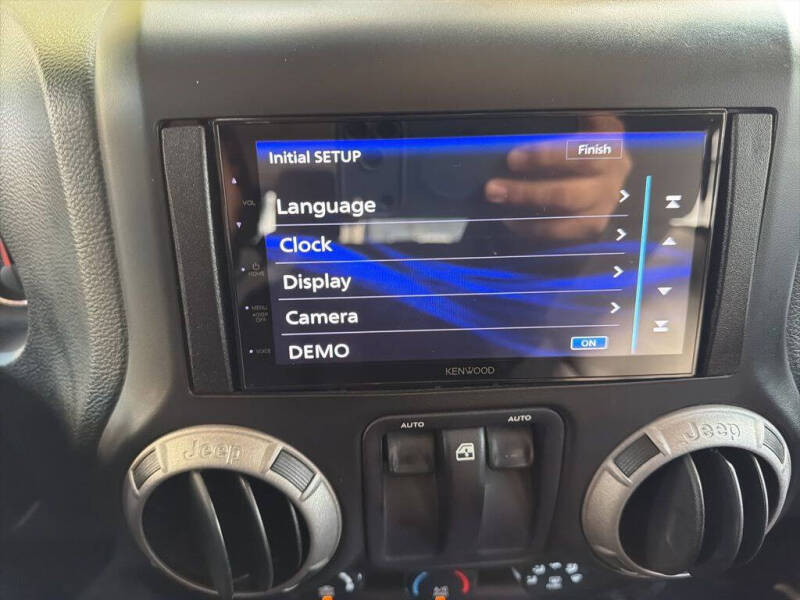 Initial SETUP
Finish
VOL
Language
Clock
HOME
Display
MENU
Camera
VOICE
DEMO
ON
KENWOOD
AUTO
AUTO
Jeep
Jeep